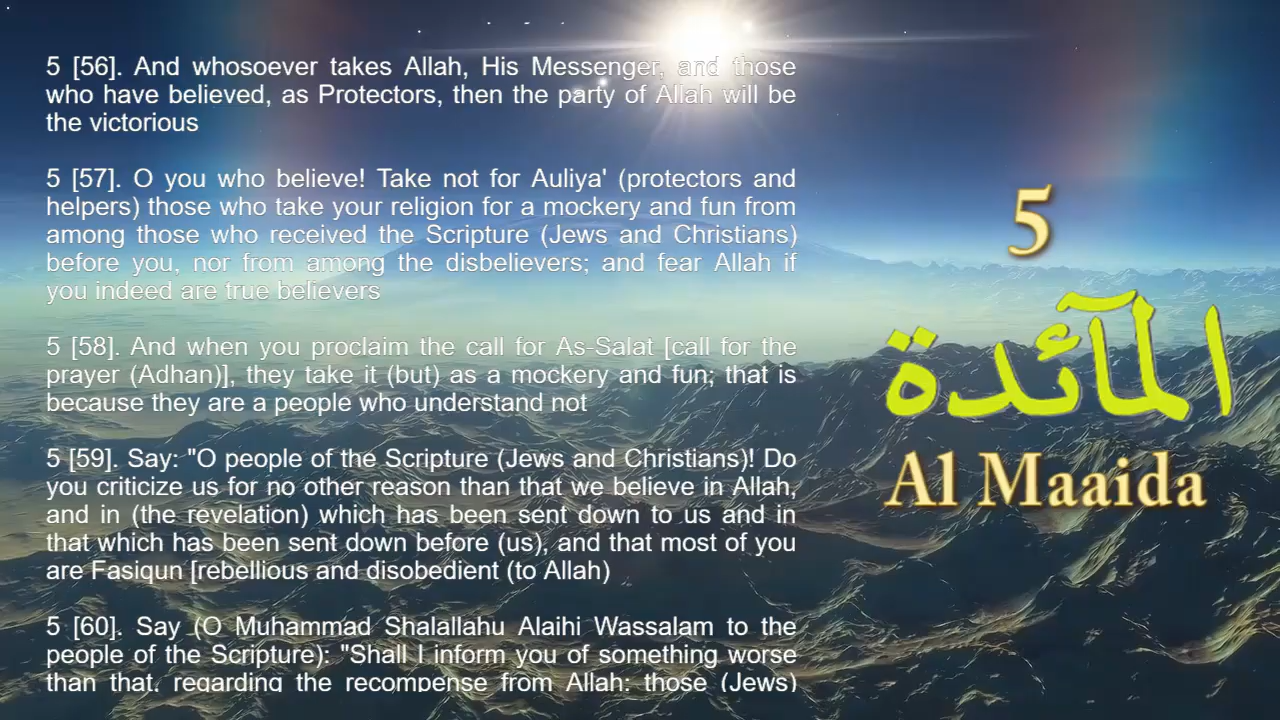 5 [56]. And whosoever takes Allah, His Messenger, and those
who have believed, as Protectors, then the party of Allah will be
the victorious
5 [57]. O you who believe! Take not for Auliya' (protectors and
helpers) those who take your religion for a mockery and fun from
among those who received the Scripture (Jews and Christians)
before you, nor from among the disbelievers; and fear Allah if
you indeed are true believers
5 [58]. And when you proclaim the call for As-Salat [call for the
prayer (Adhan)], they take it (but) as a mockery and fun; that is
because they are a people who understand not
5 [59]. Say: "O people of the Scripture (Jews and Christians)! Do
you criticize us for no other reason than that we believe in Allah,
and in (the revelation) which has been sent down to us and in
that which has been sent down before (us), and that most of you
are Fasiqun [rebellious and disobedient (to Allah)
5 [60]. Say (O Muhammad Shalallahu Alaihi Wassalam to the
people of the Scripture): "Shall I inform you of something worse
than that, regarding the recompense from Allah: those (Jews)
5
المآئدة
Al Maaida